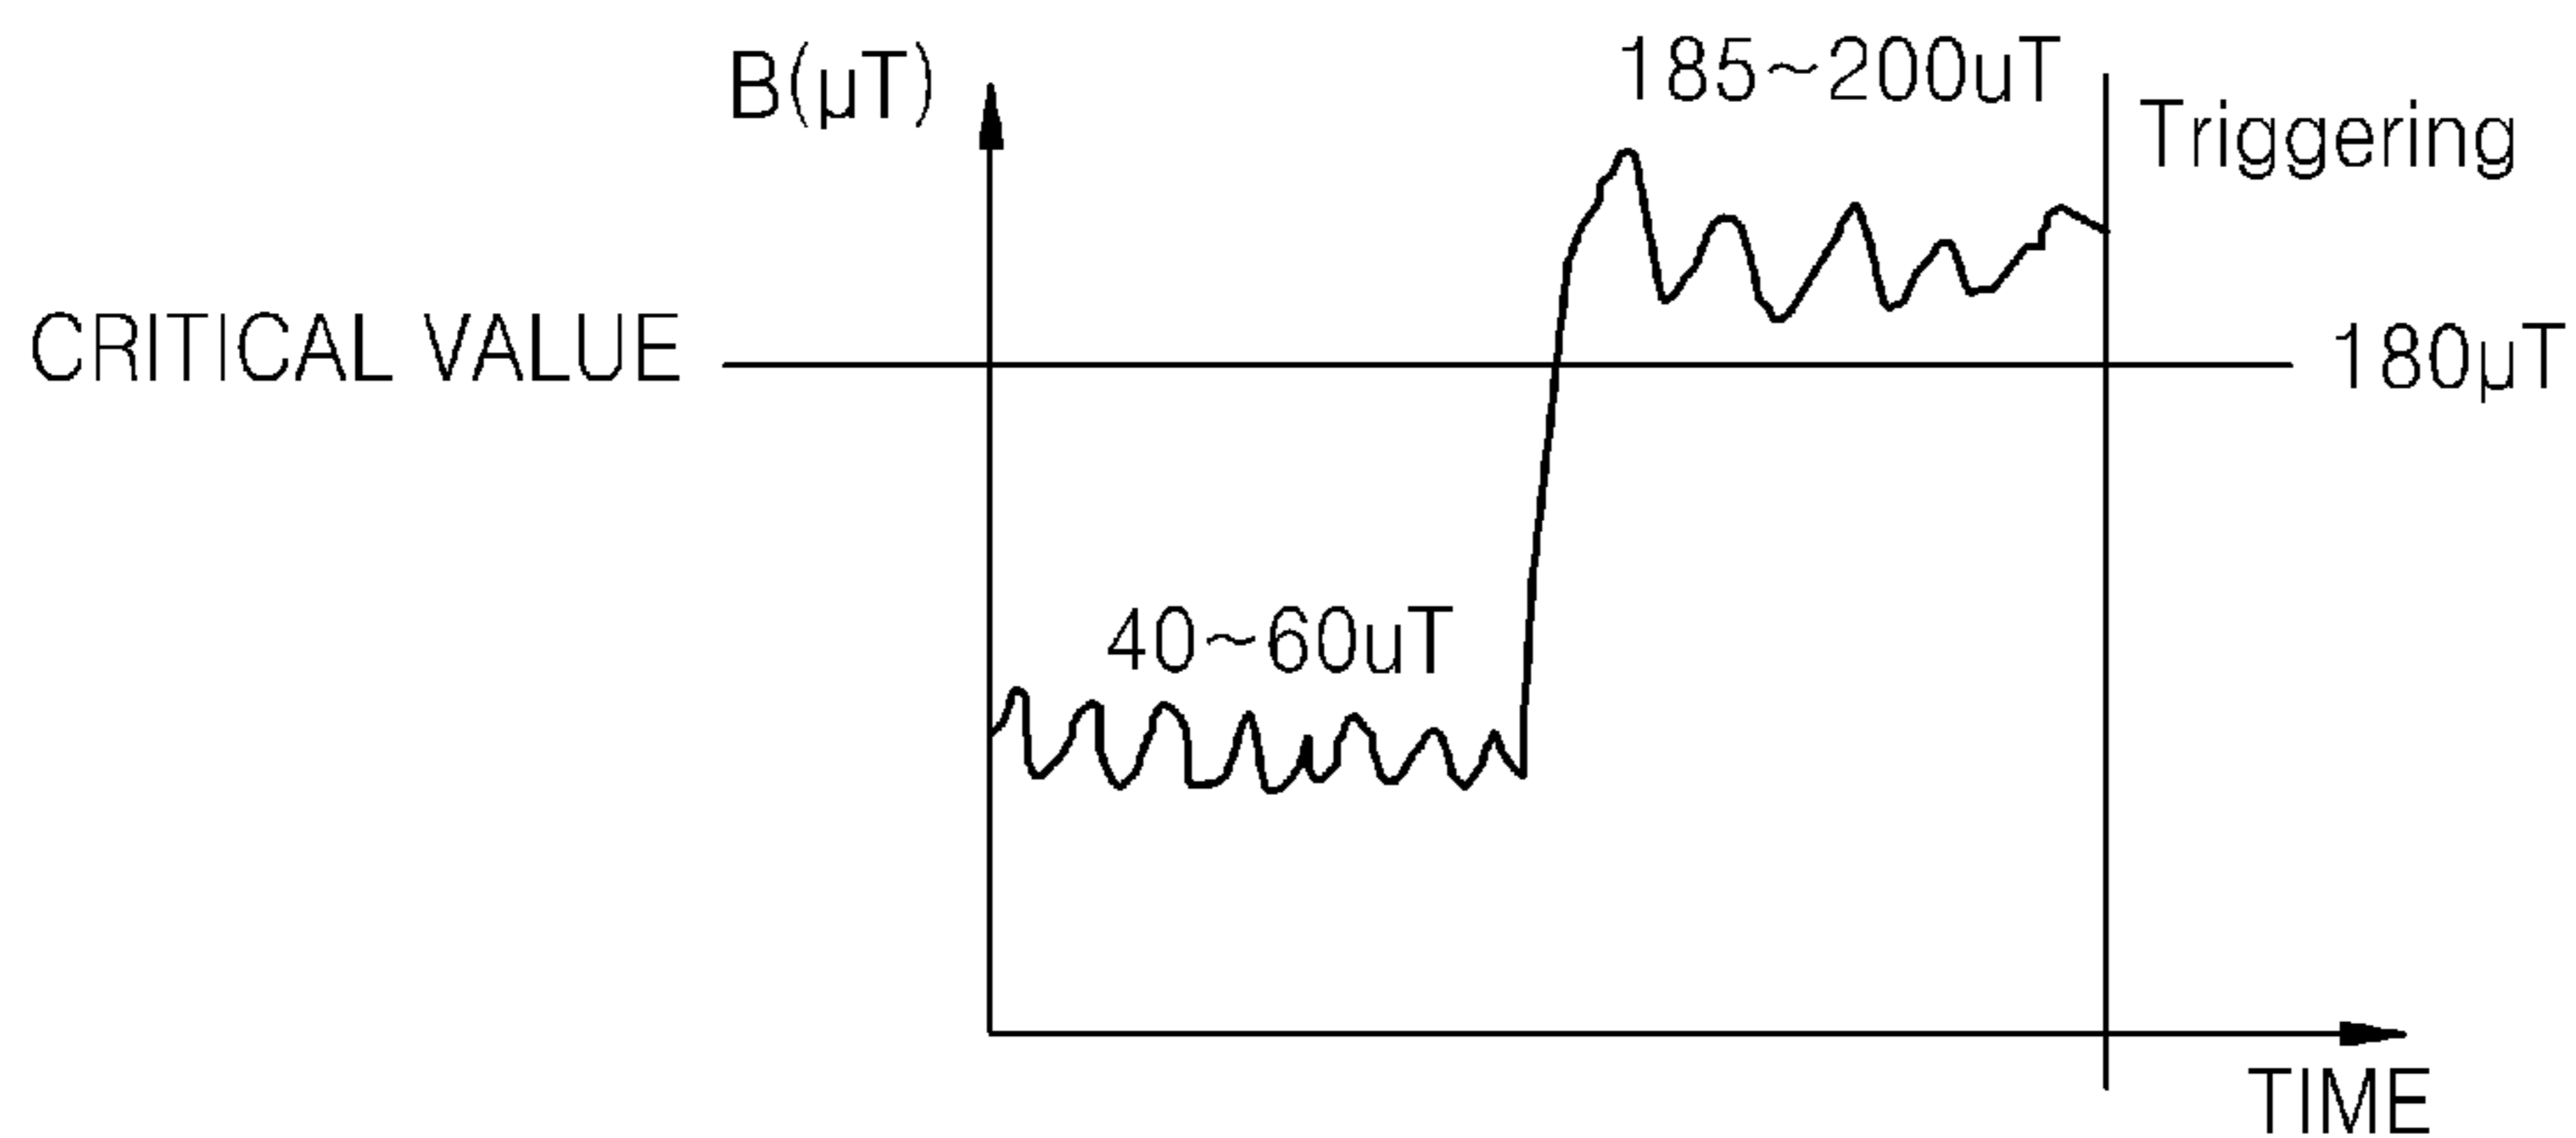 B(μT)
185~200uT
Triggering
CRITICAL VALUE
180μT
40~60uT
TIME